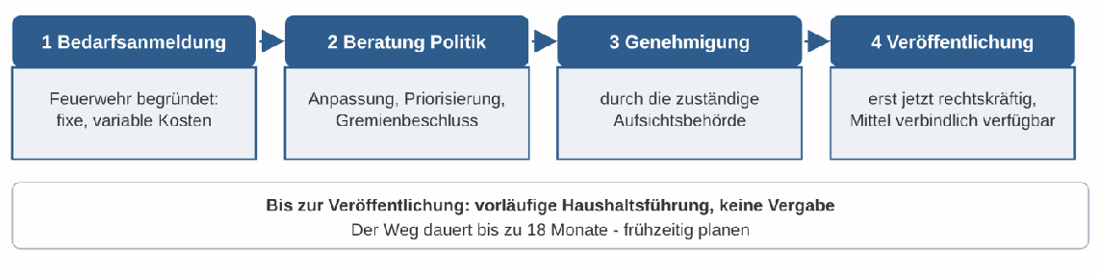 1 Bedarfsanmeldung
Feuerwehr begründet:
fixe, variable Kosten
2 Beratung Politik
Anpassung, Priorisierung,
Gremienbeschluss
3 Genehmigung
durch die zuständige
Aufsichtsbehörde
4 Veröffentlichung
erst jetzt rechtskräftig,
Mittel verbindlich verfügbar
Bis zur Veröffentlichung: vorläufige Haushaltsführung, keine Vergabe
Der Weg dauert bis zu 18 Monate - frühzeitig planen